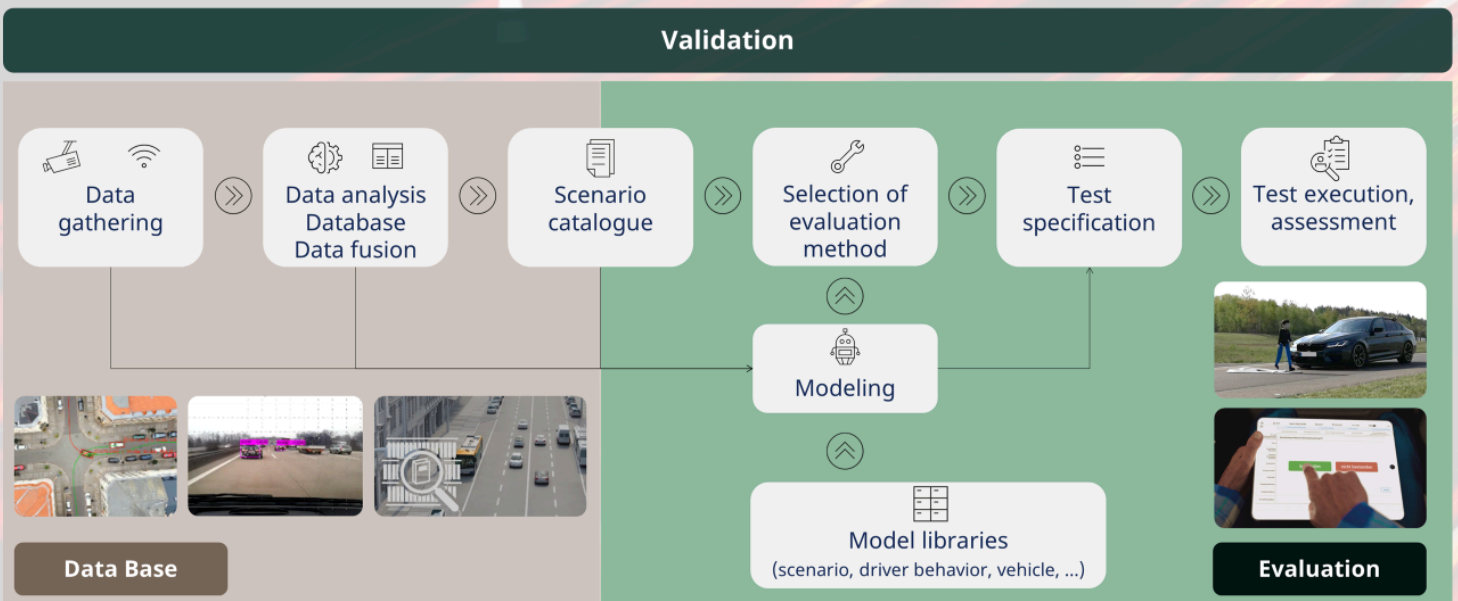 Validation
Data
gathering
Data analysis
Database
Data fusion
Scenario
catalogue
Selection of
evaluation
method
Test
specification
Test execution,
assessment
Modeling
Model libraries
(scenario, driver behavior, vehicle, ...)
Data Base
Evaluation